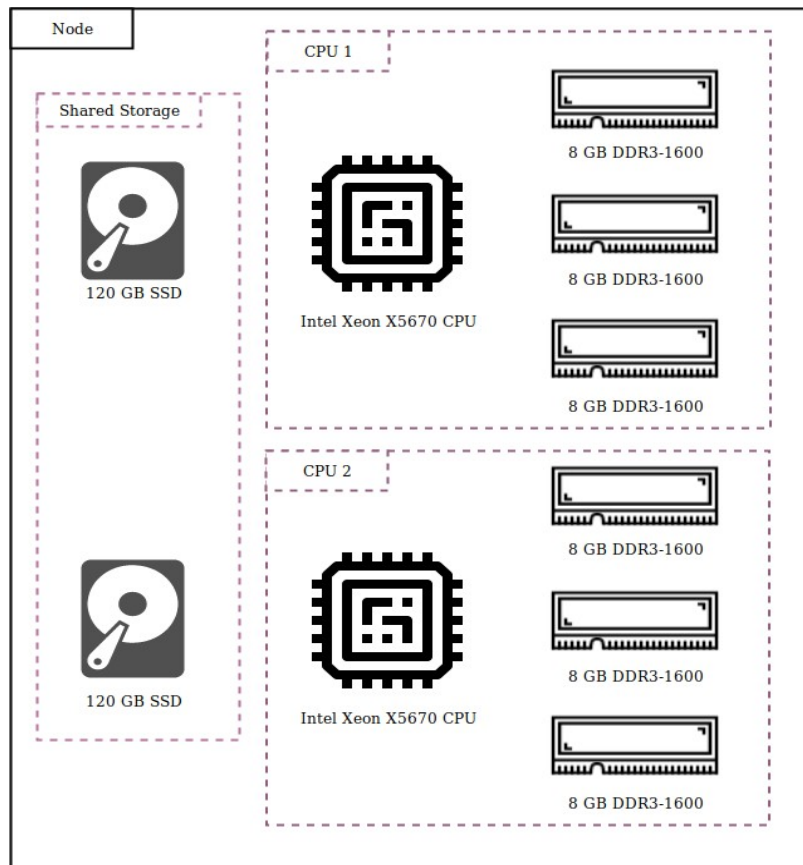 Node
Shared Storage
120 GB SSD
120 GB SSD
CPU 1
Intel Xeon X5670 CPU
8 GB DDR3-1600
8 GB DDR3-1600
8 GB DDR3-1600
CPU 2
Intel Xeon X5670 CPU
8 GB DDR3-1600
8 GB DDR3-1600
8 GB DDR3-1600